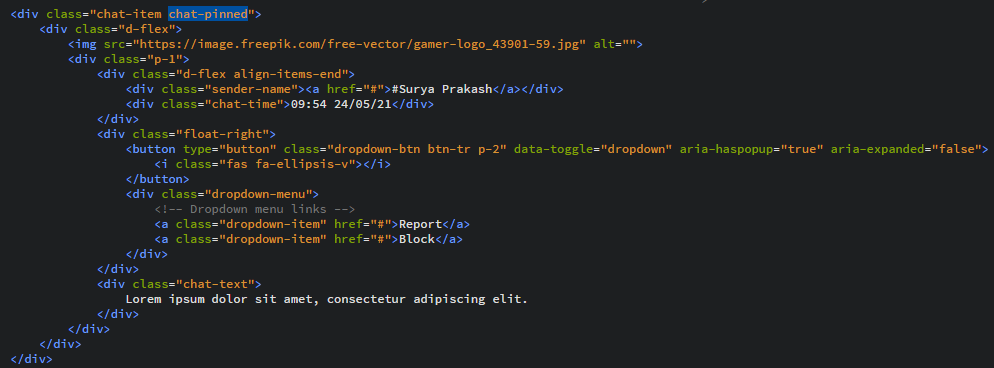 <div class="chat-item chat-pinned">
<div class="d-flex">
<img src="https://image.freepik.com/free-vector/gamer-logo_43901-59.jpg" alt="">
<div class="p-1">
<div class="d-flex align-items-end">
<div class="sender-name"><a href="#">#Surya Prakash</a></div>
<div class="chat-time">09:54 24/05/21</div>
</div>
<div class="float-right">
<button type="button" class="dropdown-btn btn-tr p-2" data-toggle="dropdown" aria-haspopup="true" aria-expanded="false">
<i class="fas fa-ellipsis-v"></i>
</button>
<div class="dropdown-menu">
<!-- Dropdown menu links -->
<a class="dropdown-item" href="#">Report</a>
<a class="dropdown-item" href="#">Block</a>
</div>
</div>
<div class="chat-text">
Lorem ipsum dolor sit amet, consectetur adipiscing elit.
</div>
</div>
</div>
</div>